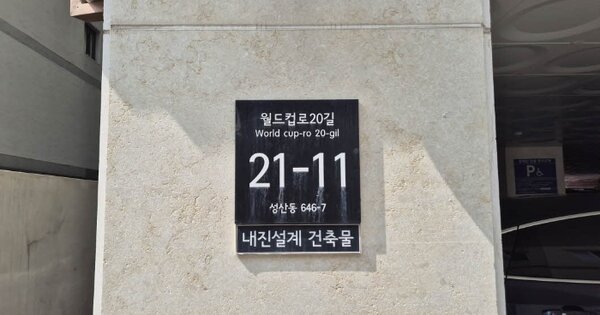 월드컵로20길
World cup-ro 20-gil
21-11
성산동 646-7
내진설계 건축물
P